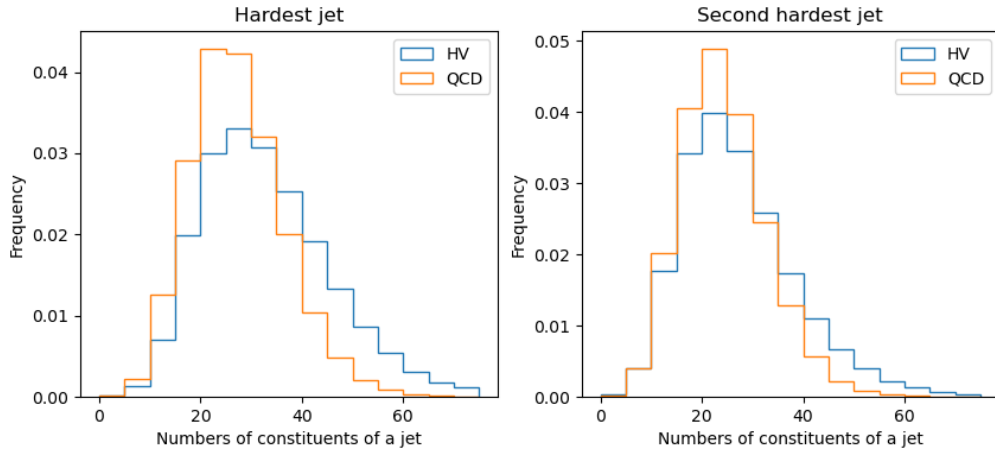 Hardest jet
HV
QCD
0.04
0.03
0.02
0.01
0.00
Frequency
0 20 40 60
Numbers of constituents of a jet
Second hardest jet
HV
QCD
0.05
0.04
0.03
0.02
0.01
0.00
Frequency
0 20 40 60
Numbers of constituents of a jet